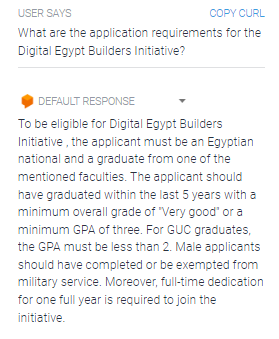 USER SAYS COPY CURL
What are the application requirements for the
Digital Egypt Builders Initiative?
DEFAULT RESPONSE
To be eligible for Digital Egypt Builders
Initiative , the applicant must be an Egyptian
national and a graduate from one of the
mentioned faculties. The applicant should
have graduated within the last 5 years with a
minimum overall grade of "Very good" or a
minimum GPA of three. For GUC graduates,
the GPA must be less than 2. Male applicants
should have completed or be exempted from
military service. Moreover, full-time dedication
for one full year is required to join the
initiative.